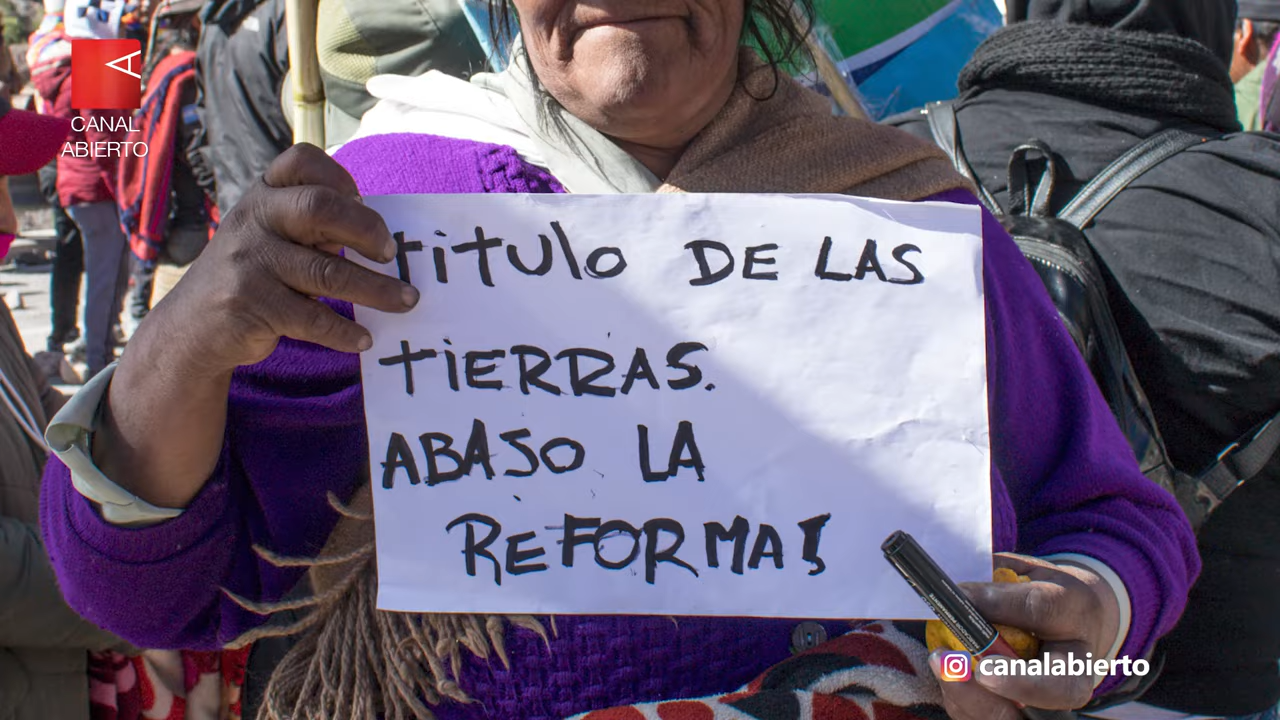 CANAL
ABIERTO
titulo DE LAS
tiERRAS.
ABASO LA
REFORMA!
canalabierto